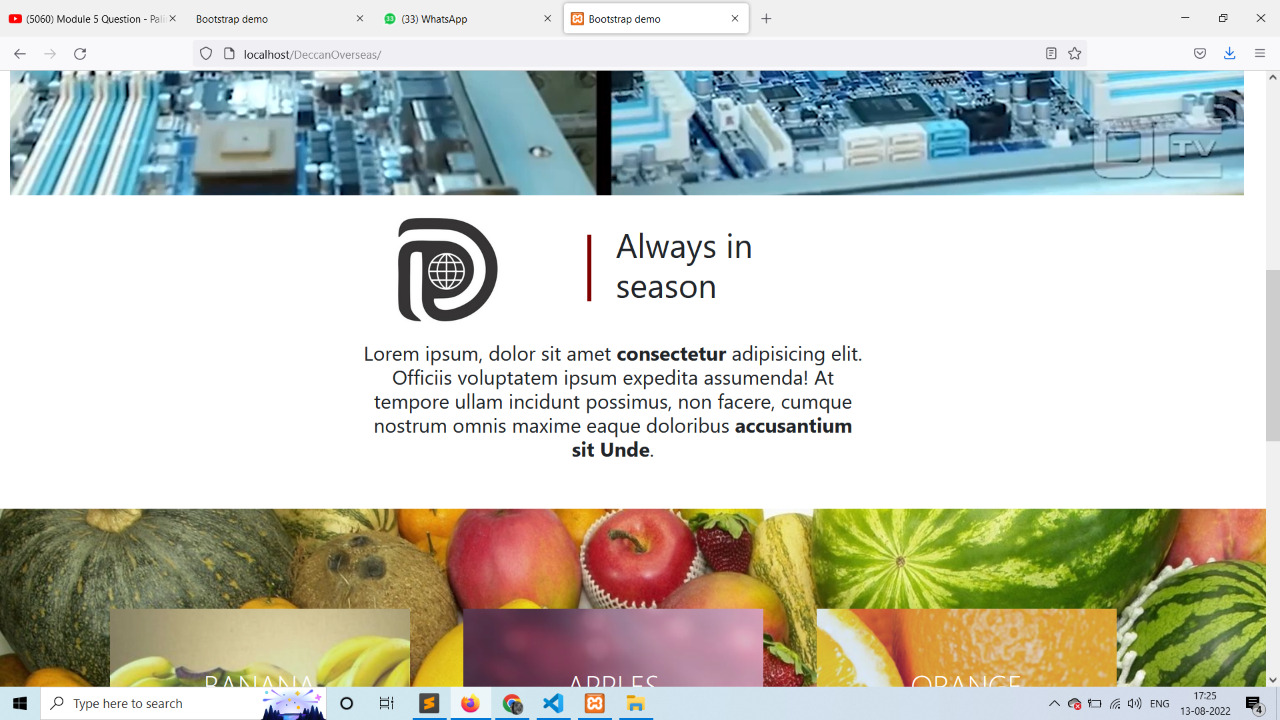 (5060) Module 5 Question - Pali
Bootstrap demo
33
(33) WhatsApp
Bootstrap demo
localhost/DeccanOverseas/
TV
Always in
season
Lorem ipsum, dolor sit amet consectetur adipisicing elit.
Officiis voluptatem ipsum expedita assumenda! At
tempore ullam incidunt possimus, non facere, cumque
nostrum omnis maxime eaque doloribus accusantium
sit Unde.
BANANA
APPLES
ORANGE
Type here to search
ENG
17:25
13-08-2022
4